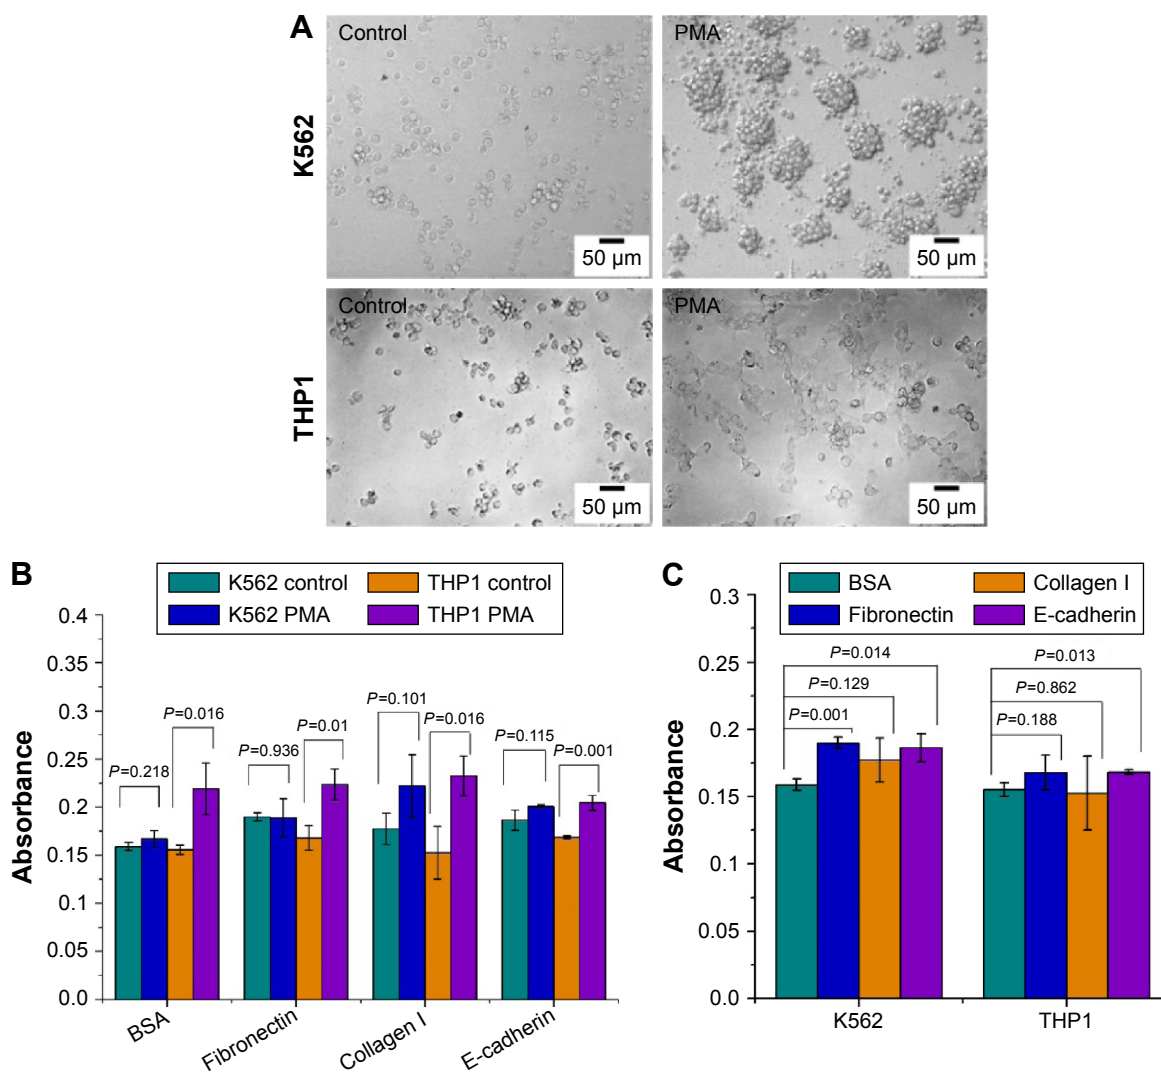 A
Control
PMA
K562
50 µm
50 µm
Control
PMA
THP1
50 µm
50 µm
B
K562 control
THP1 control
K562 PMA
THP1 PMA
Absorbance
0.4
0.35
0.3
0.25
0.2
0.15
0.1
0.05
0.0
P=0.218
P=0.016
P=0.936
P=0.01
P=0.101
P=0.016
P=0.115
P=0.001
BSA
Fibronectin
Collagen I
E-cadherin
C
BSA
Collagen I
Fibronectin
E-cadherin
Absorbance
0.3
0.25
0.20
0.15
0.1
0.05
0.0
P=0.014
P=0.129
P=0.001
P=0.013
P=0.862
P=0.188
K562
THP1